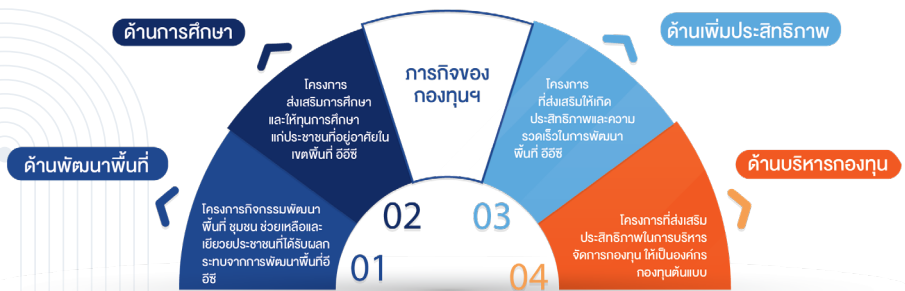 ด้านการศึกษา
ด้านเพิ่มประสิทธิภาพ
ภารกิจของ
กองทุนฯ
โครงการ
ส่งเสริมการศึกษา
และให้ทุนการศึกษา
แก่ประชาชนที่อยู่อาศัยใน
เขตพื้นที่ อีอีซี
โครงการ
ที่ส่งเสริมให้เกิด
ประสิทธิภาพและความ
รวดเร็วในการพัฒนา
พื้นที่ อีอีซี
ด้านพัฒนาพื้นที่
ด้านบริหารกองทุน
โครงการกิจกรรมพัฒนา
พื้นที่ ชุมชน ช่วยเหลือและ
เยียวยประชาชนที่ได้รับผลก
ระทบจากการพัฒนาพื้นที่อี
อีซี
โครงการที่ส่งเสริม
ประสิทธิภาพในการบริหาร
จัดการกองทุน ให้เป็นองค์กร
กองทุนต้นแบบ
02
03
01
04